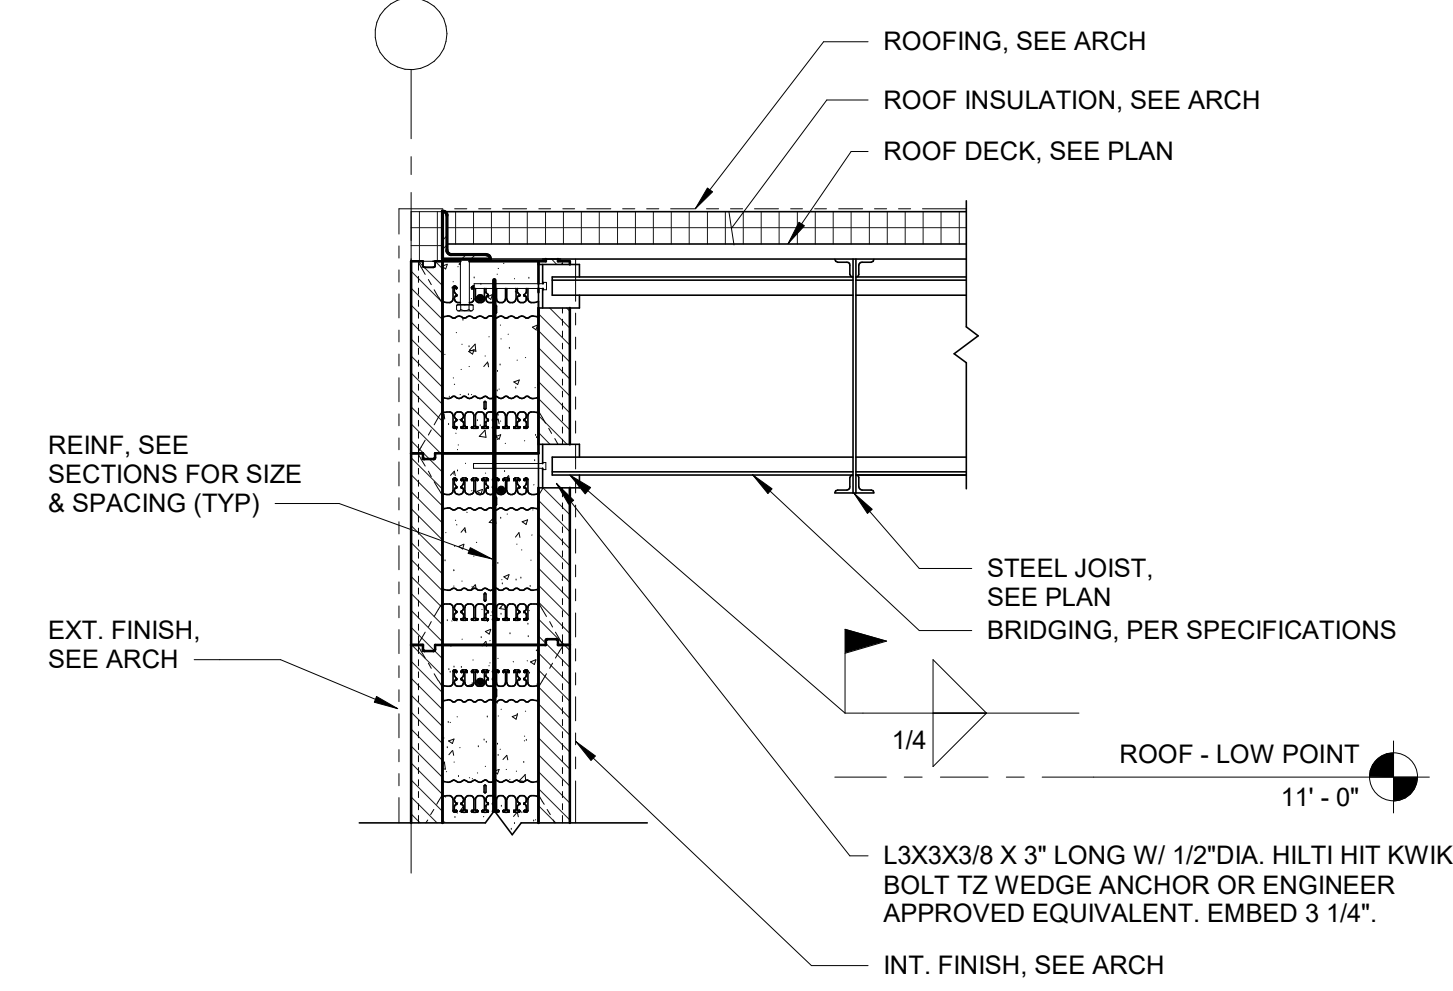 ROOFING, SEE ARCH
ROOF INSULATION, SEE ARCH
ROOF DECK, SEE PLAN
REINF, SEE
SECTIONS FOR SIZE
& SPACING (TYP)
STEEL JOIST,
SEE PLAN
BRIDGING, PER SPECIFICATIONS
EXT. FINISH,
SEE ARCH
1/4
ROOF - LOW POINT
11' - 0"
L3X3X3/8 X 3" LONG W/ 1/2"DIA. HILTI HIT KWIK
BOLT TZ WEDGE ANCHOR OR ENGINEER
APPROVED EQUIVALENT. EMBED 3 1/4".
INT. FINISH, SEE ARCH